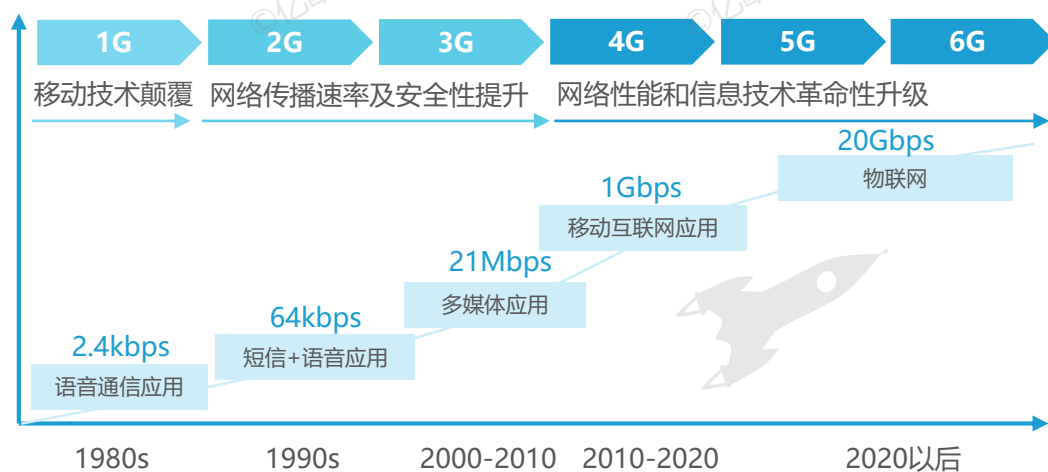 1G 2G 3G 4G 5G 6G
移动技术颠覆 网络传播速率及安全性提升 网络性能和信息技术革命性升级
20Gbps
物联网
1Gbps
移动互联网应用
21Mbps
多媒体应用
64kbps
短信+语音应用
2.4kbps
语音通信应用
1980s 1990s 2000-2010 2010-2020 2020以后